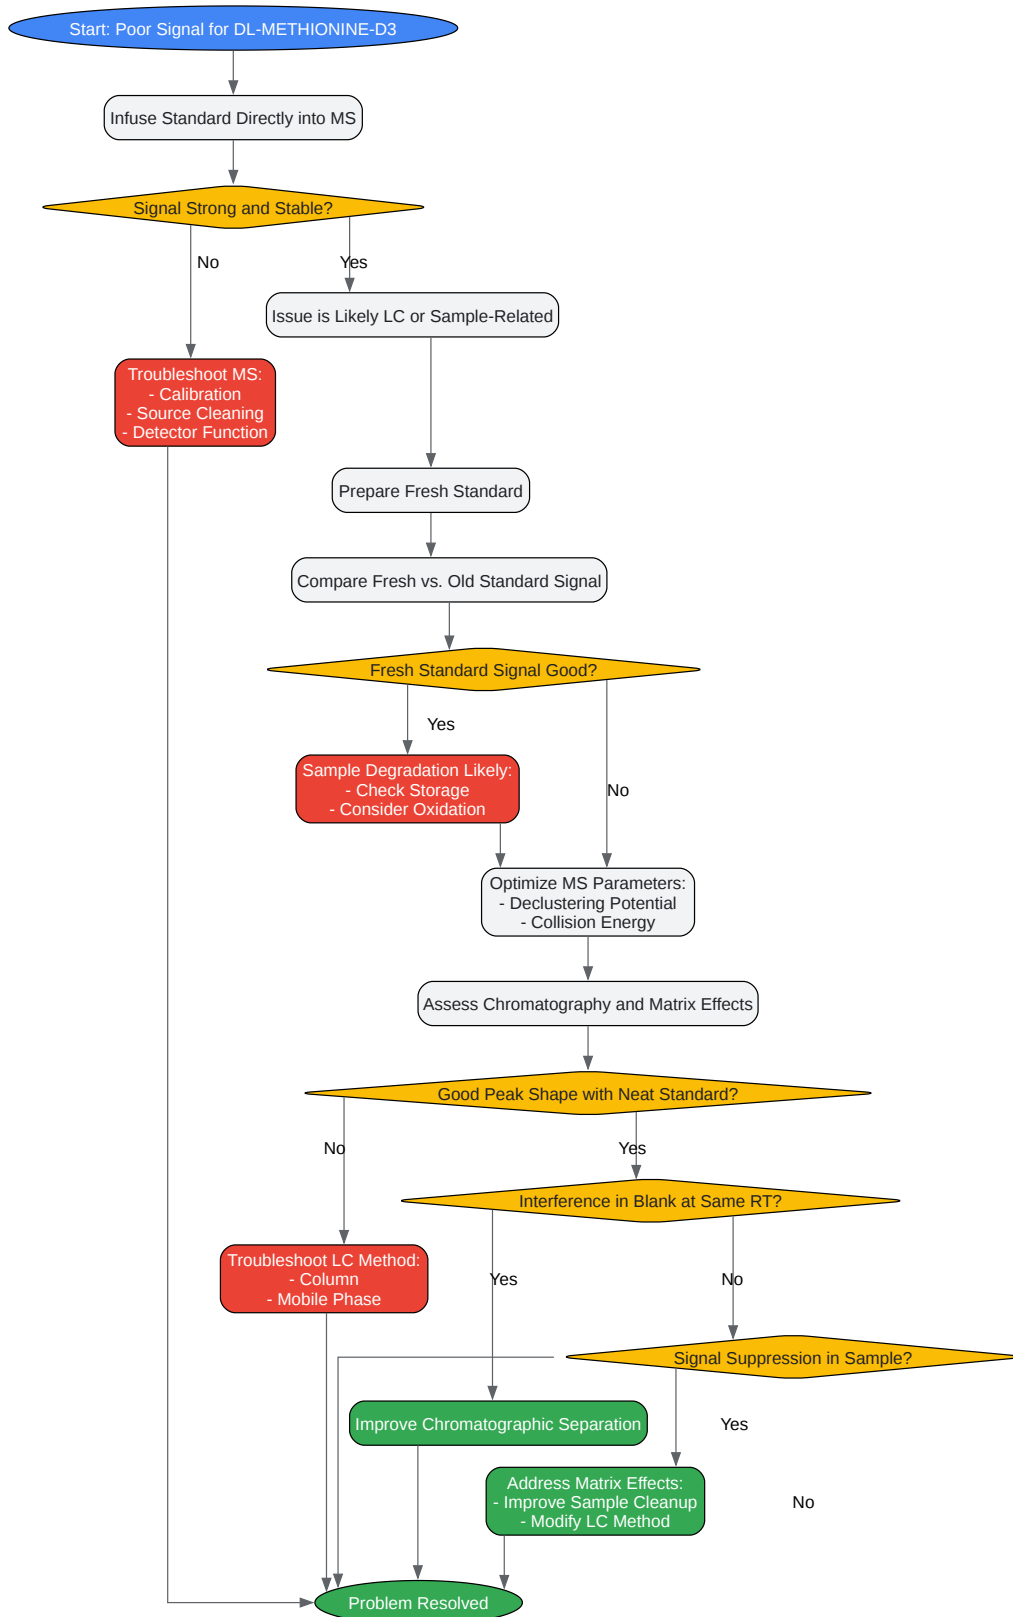 Start: Poor Signal for DL-METHIONINE-D3
Infuse Standard Directly into MS
Signal Strong and Stable?
No
Yes
Issue is Likely LC or Sample-Related
Troubleshoot MS:
- Calibration
- Source Cleaning
- Detector Function
Prepare Fresh Standard
Compare Fresh vs. Old Standard Signal
Fresh Standard Signal Good?
Yes
Sample Degradation Likely:
- Check Storage
- Consider Oxidation
No
Optimize MS Parameters:
- Declustering Potential
- Collision Energy
Assess Chromatography and Matrix Effects
Good Peak Shape with Neat Standard?
No
Yes
Interference in Blank at Same RT?
Troubleshoot LC Method:
- Column
- Mobile Phase
Yes
No
Signal Suppression in Sample?
Improve Chromatographic Separation
Yes
Address Matrix Effects:
- Improve Sample Cleanup
- Modify LC Method
No
Problem Resolved